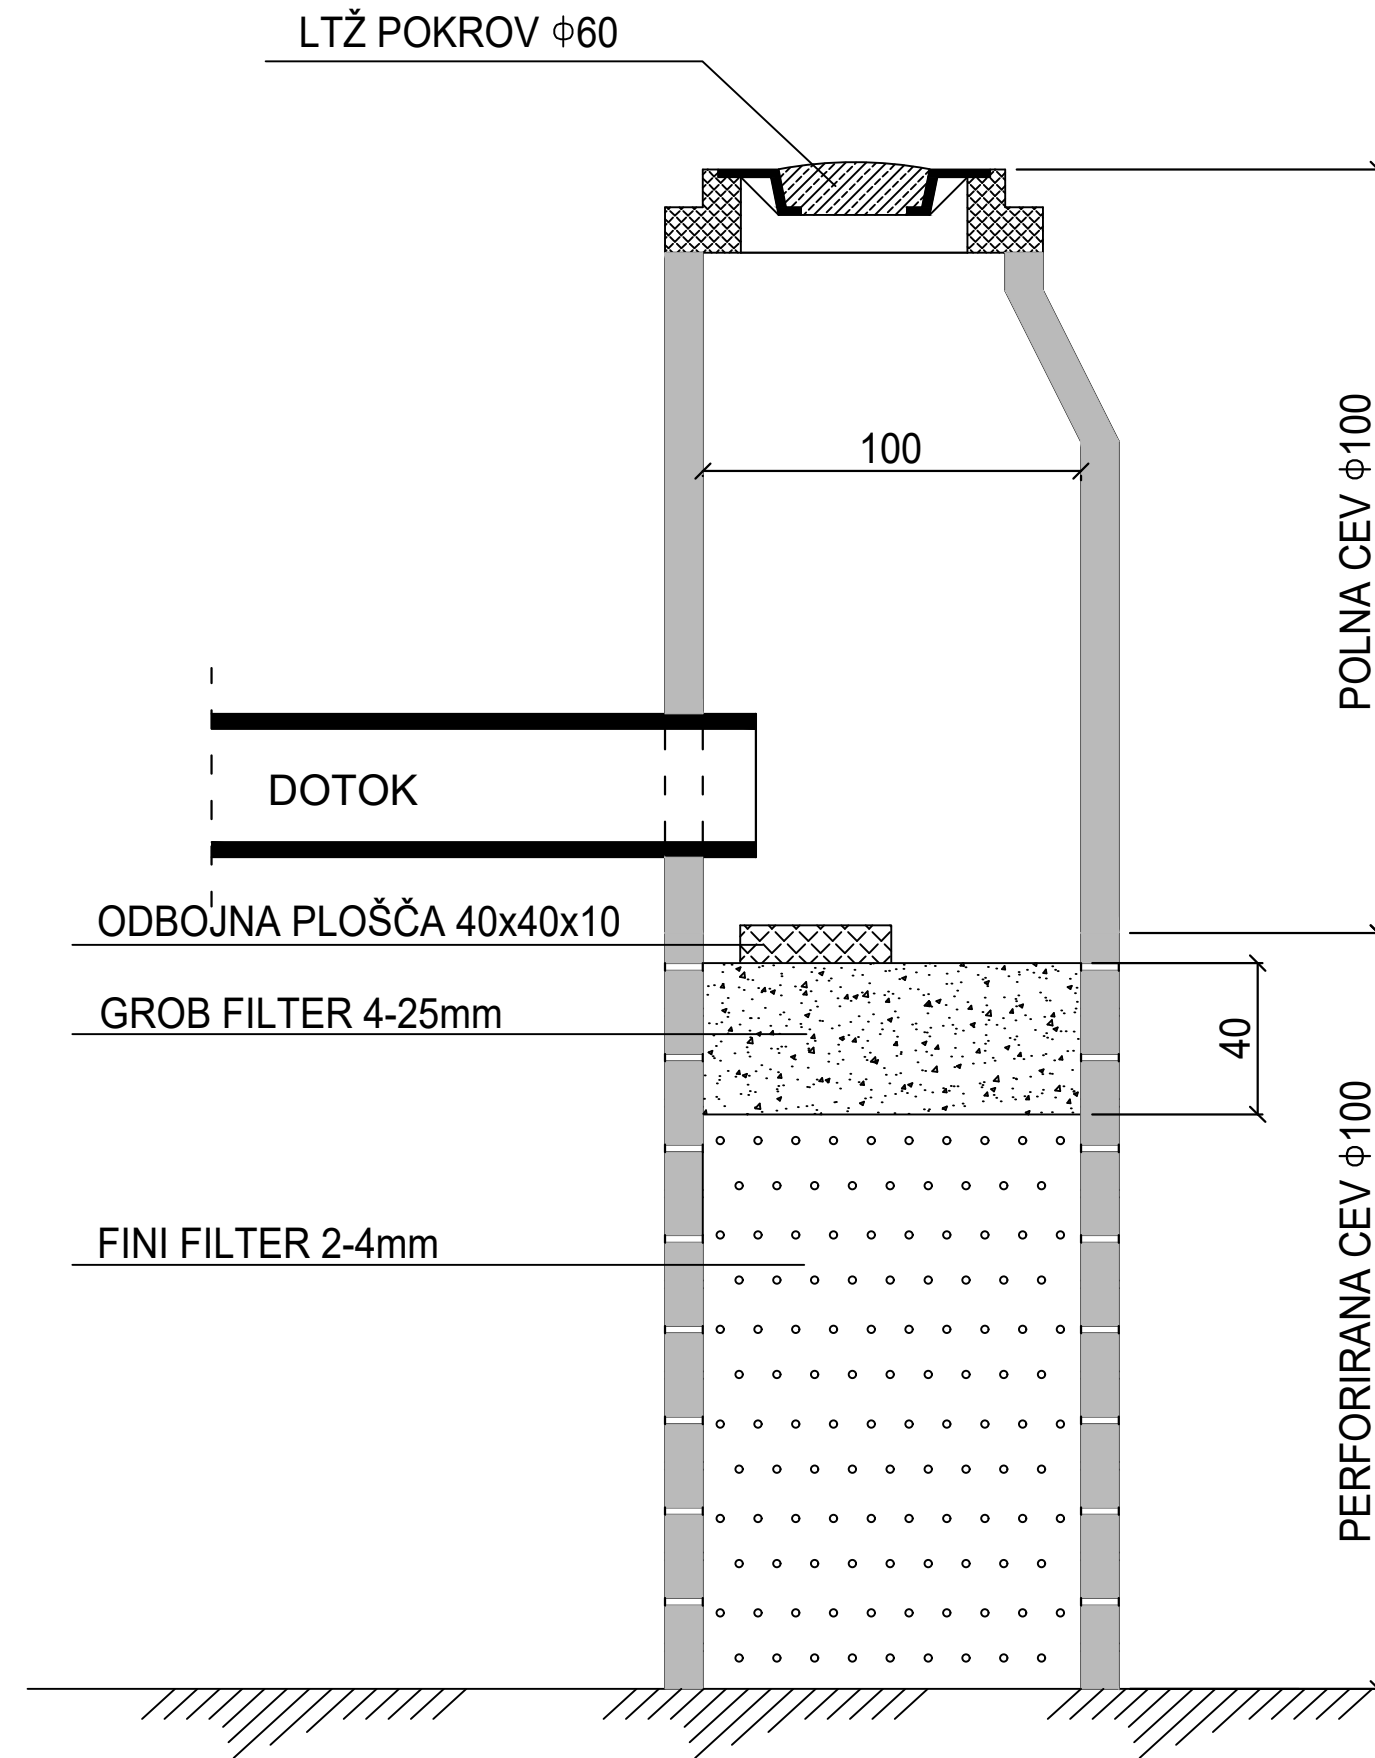 LTŽ POKROV ϕ60
100
POLNA CEV ϕ100
DOTOK
ODBOJNA PLOŠČA 40x40x10
GROB FILTER 4-25mm
40
FINI FILTER 2-4mm
PERFORIRANA CEV ϕ100